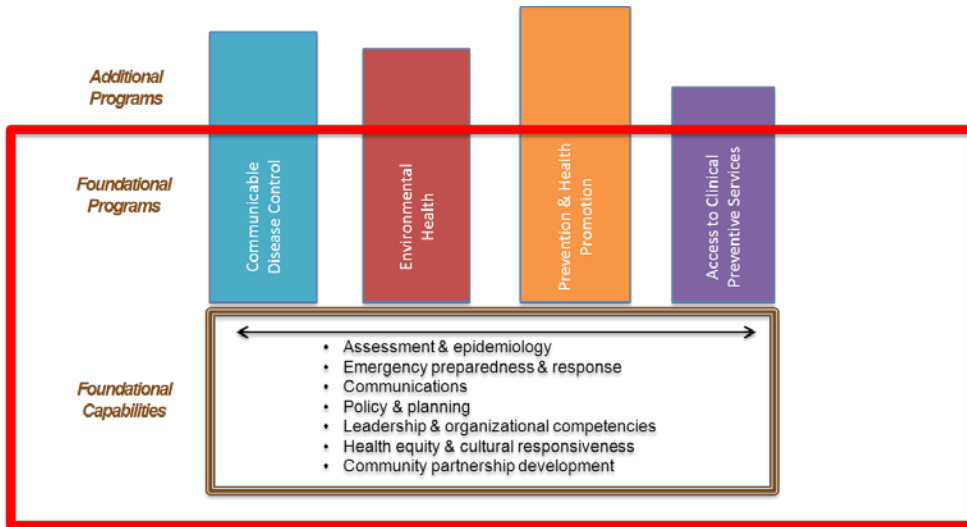 Additional
Programs
Foundational
Programs
Communicable
Disease Control
Environmental
Health
Prevention & Health
Promotion
Access to Clinical
Preventive Services
Foundational
Capabilities
• Assessment & epidemiology
• Emergency preparedness & response
• Communications
• Policy & planning
• Leadership & organizational competencies
• Health equity & cultural responsiveness
• Community partnership development